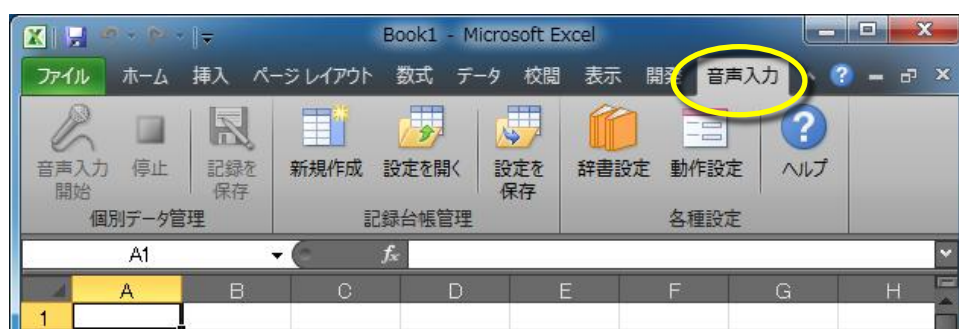 Book1 - Microsoft Excel
ファイル ホーム 挿入 ページ レイアウト 数式 データ 校閲 表示 開発 音声入力
音声入力 停止 記録を 新規作成 設定を開く 設定を 辞書設定 動作設定 ヘルプ
開始 保存 保存
個別データ管理 記録台帳管理 各種設定
A1 fx
A B C D E F G H
1